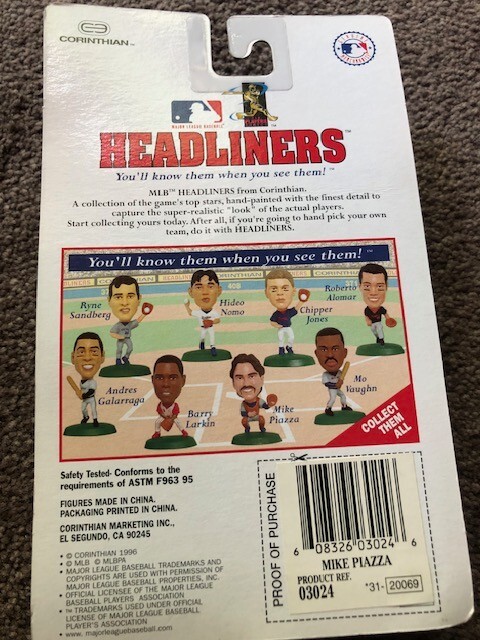 CORINTHIAN™
GENUINE MERCHANDISE
MAJOR LEAGUE BASEBALL
HEADLINERS™
You'll know them when you see them!™
MLB™ HEADLINERS from Corinthian.
A collection of the game's top stars, hand-painted with the finest detail to
capture the super-realistic "look" of the actual players.
Start collecting yours today. After all, if you're going to hand pick your own
team, do it with HEADLINERS.
You'll know them when you see them!™
Ryne
Sandberg
Hideo
Nomo
Chipper
Jones
Roberto
Alomar
Andres
Galarraga
Barry
Larkin
Mike
Piazza
Mo
Vaughn
COLLECT
THEM
ALL
Safety Tested- Conforms to the
requirements of ASTM F963 95
FIGURES MADE IN CHINA.
PACKAGING PRINTED IN CHINA.
CORINTHIAN MARKETING INC.,
EL SEGUNDO, CA 90245
• © CORINTHIAN 1996
• © MLB © MLBPA
• MAJOR LEAGUE BASEBALL TRADEMARKS AND
COPYRIGHTS ARE USED WITH PERMISSION OF
MAJOR LEAGUE BASEBALL PROPERTIES, INC.
• OFFICIAL LICENSEE OF THE MAJOR LEAGUE
BASEBALL PLAYERS ASSOCIATION
• ™ TRADEMARKS USED UNDER OFFICIAL
LICENSE OF MAJOR LEAGUE BASEBALL
PLAYER'S ASSOCIATION
• www.majorleaguebaseball.com
PROOF OF PURCHASE
6 08326 03024 6
MIKE PIAZZA
PRODUCT REF.
03024
*31- 20069